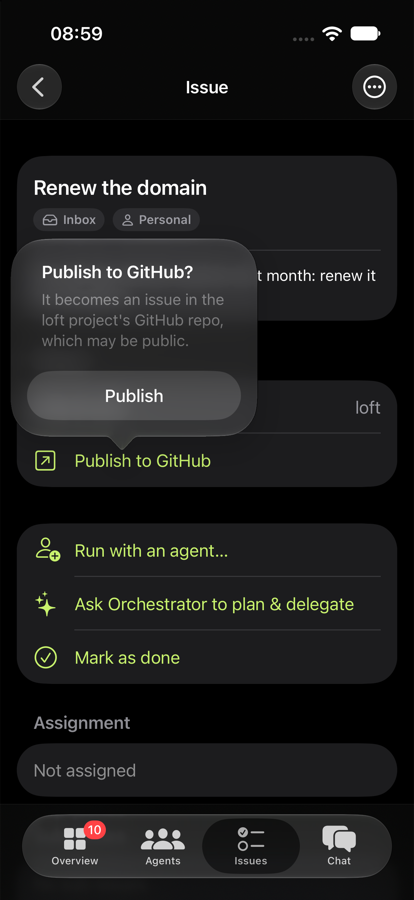 08:59
Issue
Renew the domain
Inbox Personal
Publish to GitHub?
t month: renew it
It becomes an issue in the
loft project's GitHub repo,
which may be public.
Publish
loft
Publish to GitHub
Run with an agent...
Ask Orchestrator to plan & delegate
Mark as done
Assignment
Not assigned
10
Overview Agents Issues Chat